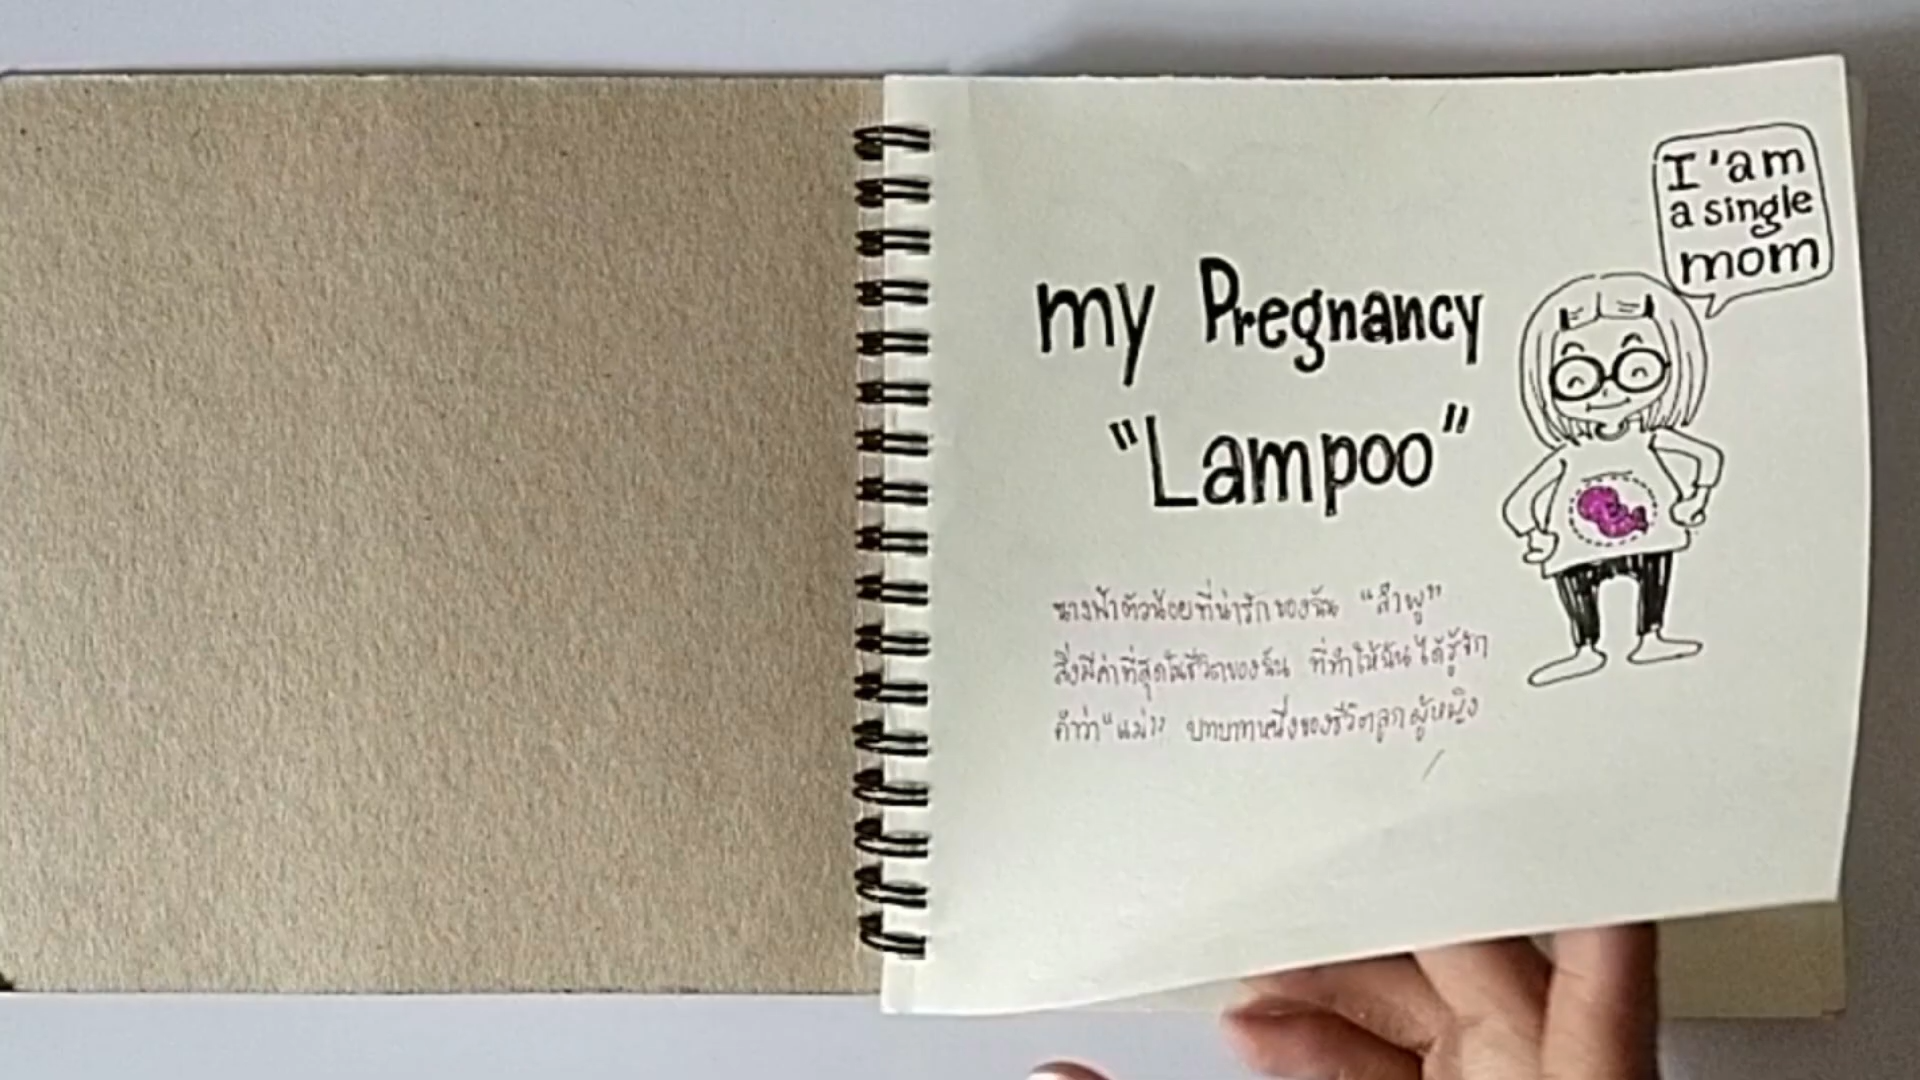 I'am
a single
mom
my Pregnancy
"Lampoo"
นางฟ้าตัวน้อยที่น่ารักของฉัน "ลำพู"
สิ่งมีค่าที่สุดในชีวิตของฉัน ที่ทำให้ฉันได้รู้จัก
คำว่า "แม่" บทบาทหนึ่งของชีวิตลูกผู้หญิง